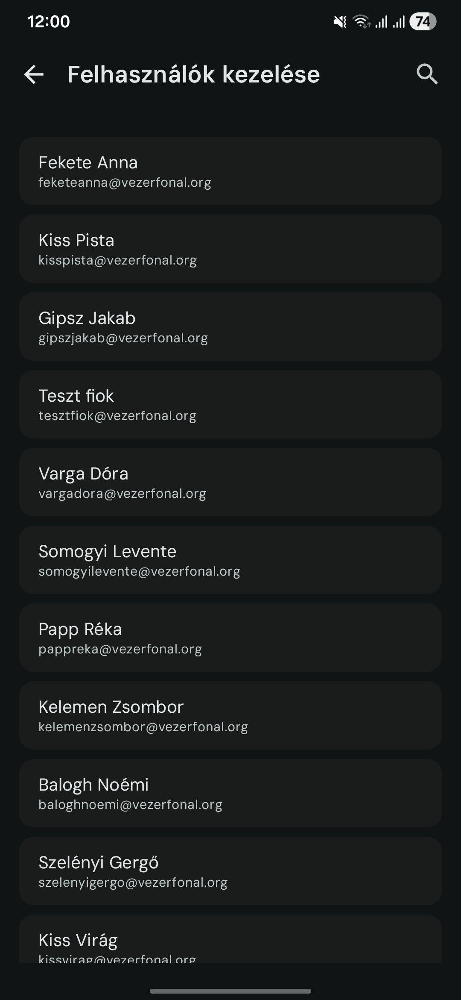 12:00
74
Felhasználók kezelése
Fekete Anna
feketeanna@vezerfonal.org
Kiss Pista
kisspista@vezerfonal.org
Gipsz Jakab
gipszjakab@vezerfonal.org
Teszt fiok
tesztfiok@vezerfonal.org
Varga Dóra
vargadora@vezerfonal.org
Somogyi Levente
somogyilevente@vezerfonal.org
Papp Réka
pappreka@vezerfonal.org
Kelemen Zsombor
kelemenzsombor@vezerfonal.org
Balogh Noémi
baloghnoemi@vezerfonal.org
Szelényi Gergő
szelenyigergo@vezerfonal.org
Kiss Virág
kissvirag@vezerfonal.org